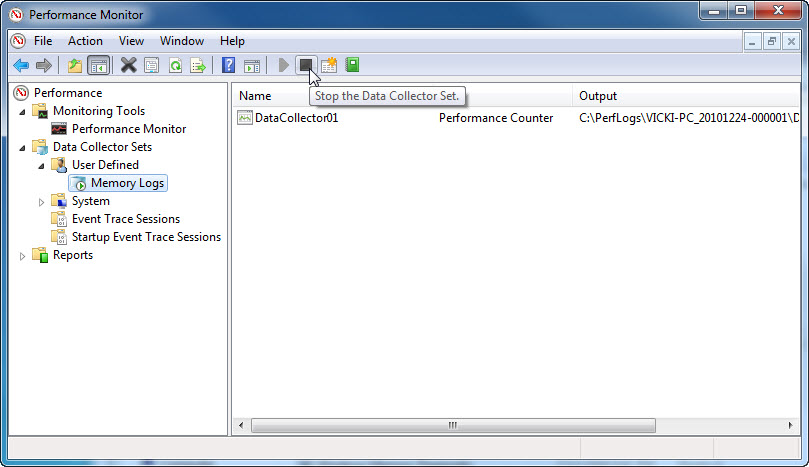 Performance Monitor
File Action View Window Help
Stop the Data Collector Set.
Performance
Monitoring Tools
Performance Monitor
Data Collector Sets
User Defined
Memory Logs
System
Event Trace Sessions
Startup Event Trace Sessions
Reports
Name Output
DataCollector01 Performance Counter C:\PerfLogs\VICKI-PC_20101224-000001\D